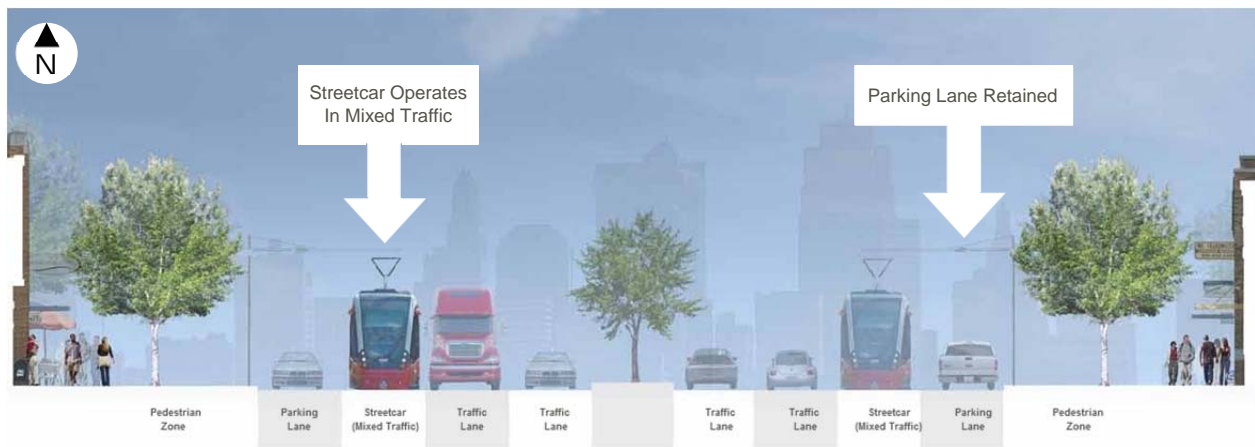 N
Streetcar Operates
In Mixed Traffic
Parking Lane Retained
Pedestrian
Zone
Parking
Lane
Streetcar
(Mixed Traffic)
Traffic
Lane
Traffic
Lane
Traffic
Lane
Traffic
Lane
Streetcar
(Mixed Traffic)
Parking
Lane
Pedestrian
Zone